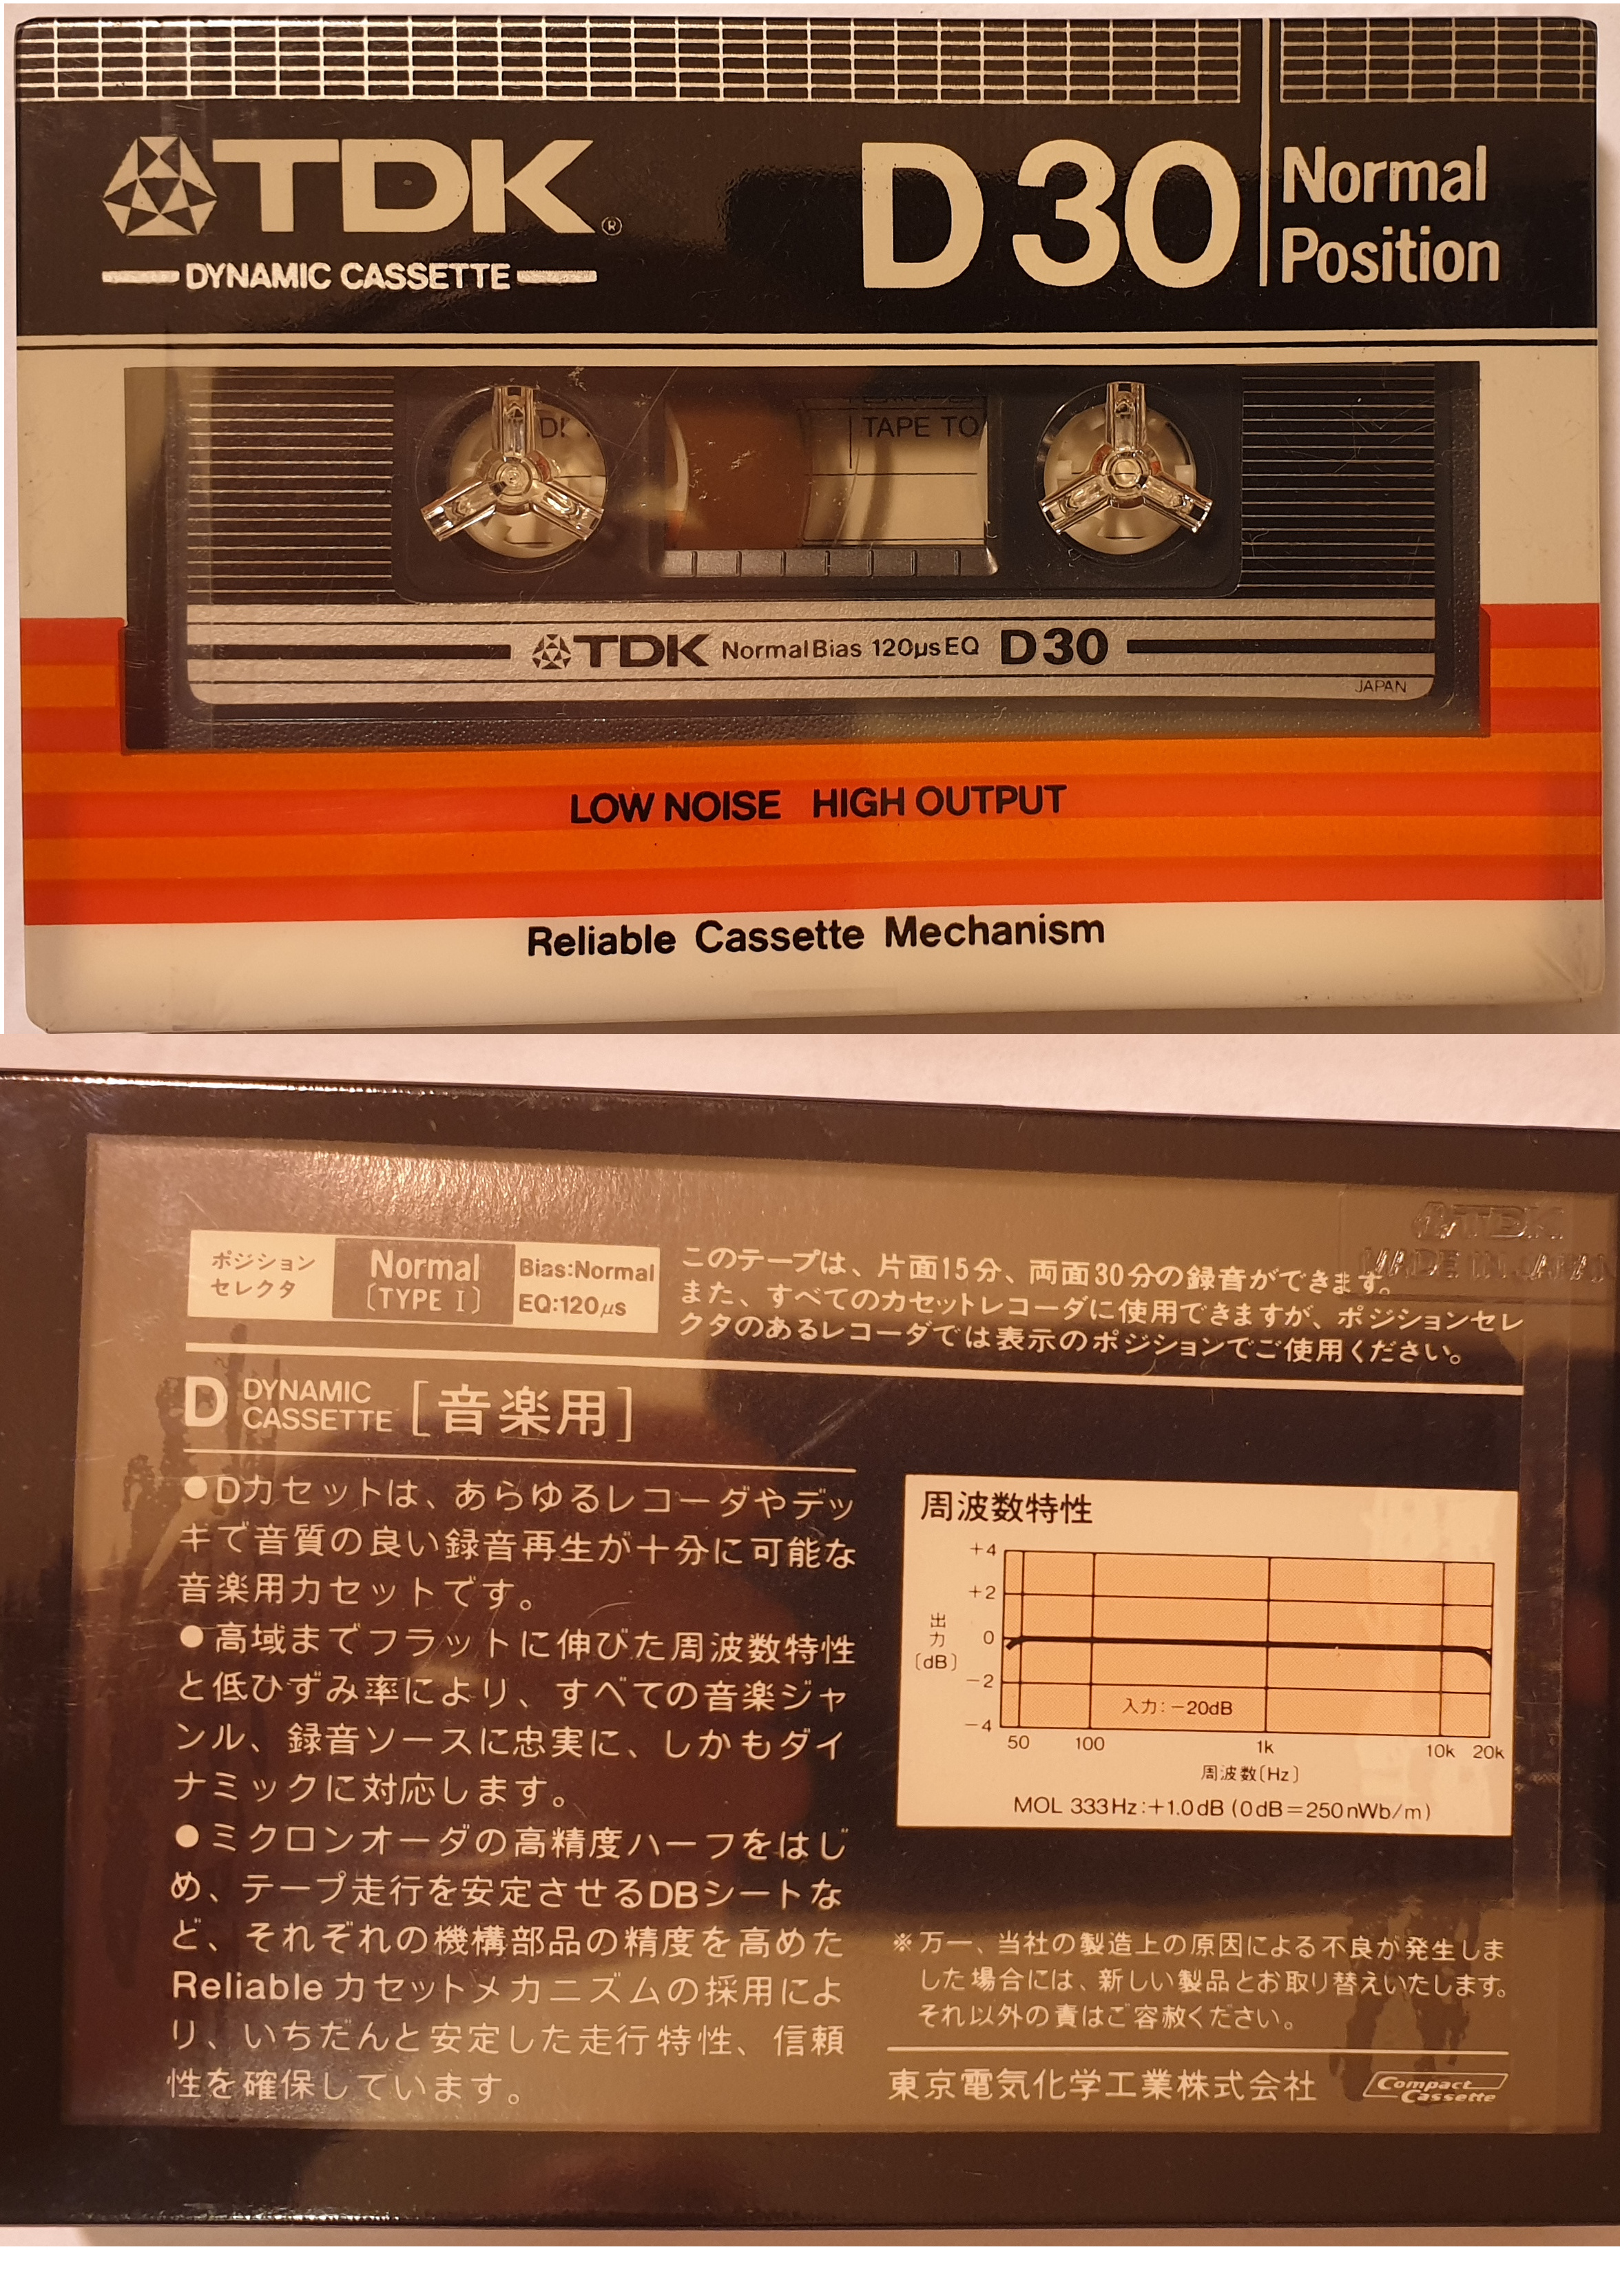 TDK®
DYNAMIC CASSETTE
D30
Normal
Position
TAPE TO
TDK Normal Bias 120μs EQ D30
JAPAN
LOW NOISE HIGH OUTPUT
Reliable Cassette Mechanism
TDK
MADE IN JAPAN
ポジション
セレクタ
Normal
〔TYPE I〕
Bias:Normal
EQ:120μs
このテープは、片面15分、両面30分の録音ができます。
また、すべてのカセットレコーダに使用できますが、ポジションセレ
クタのあるレコーダでは表示のポジションでご使用ください。
D DYNAMIC
CASSETTE
[音楽用]
●Dカセットは、あらゆるレコーダやデッ
キで音質の良い録音再生が十分に可能な
音楽用カセットです。
●高域までフラットに伸びた周波数特性
と低ひずみ率により、すべての音楽ジャ
ンル、録音ソースに忠実に、しかもダイ
ナミックに対応します。
●ミクロンオーダの高精度ハーフをはじ
め、テープ走行を安定させるDBシートな
ど、それぞれの機構部品の精度を高めた
Reliableカセットメカニズムの採用によ
り、いちだんと安定した走行特性、信頼
性を確保しています。
周波数特性
+4
+2
0
-2
-4
出力〔dB〕
入力:-20dB
50 100 1k 10k 20k
周波数〔Hz〕
MOL 333Hz:+1.0dB (0dB=250nWb/m)
※万一、当社の製造上の原因による不良が発生しま
した場合には、新しい製品とお取り替えいたします。
それ以外の責はご容赦ください。
東京電気化学工業株式会社
Compact
Cassette